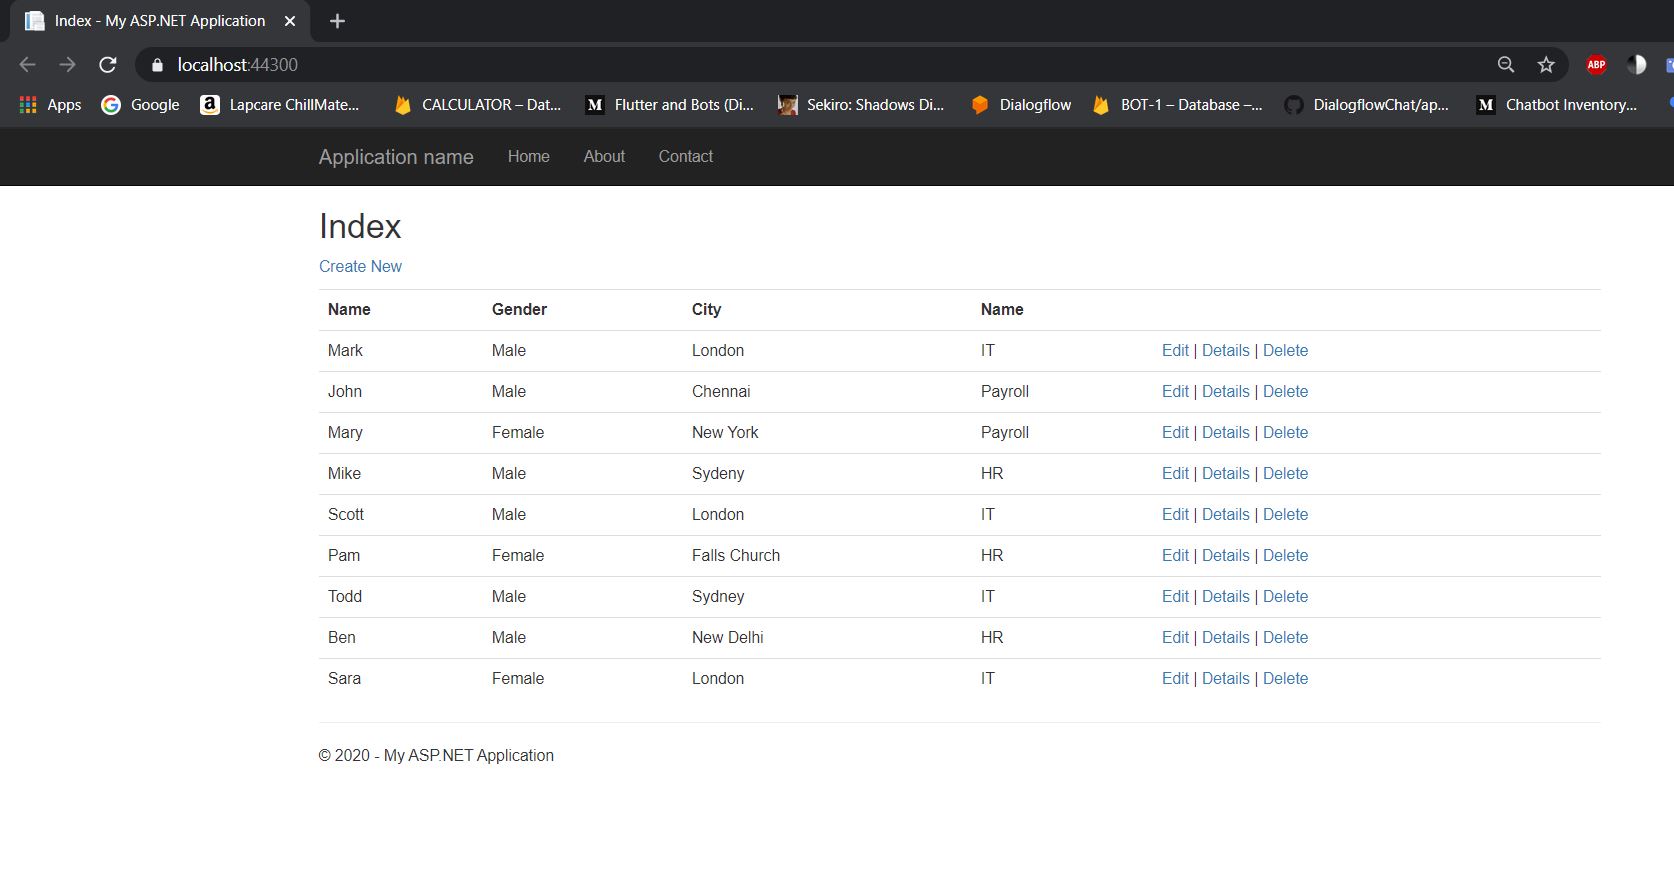 Index - My ASP.NET Application
localhost:44300
ABP
Apps Google Lapcare ChillMate... CALCULATOR – Dat... Flutter and Bots (Di... Sekiro: Shadows Di... Dialogflow BOT-1 – Database –... DialogflowChat/ap... Chatbot Inventory...
Application name Home About Contact
Index
Create New
Name Gender City Name
Mark Male London IT Edit | Details | Delete
John Male Chennai Payroll Edit | Details | Delete
Mary Female New York Payroll Edit | Details | Delete
Mike Male Sydeny HR Edit | Details | Delete
Scott Male London IT Edit | Details | Delete
Pam Female Falls Church HR Edit | Details | Delete
Todd Male Sydney IT Edit | Details | Delete
Ben Male New Delhi HR Edit | Details | Delete
Sara Female London IT Edit | Details | Delete
© 2020 - My ASP.NET Application